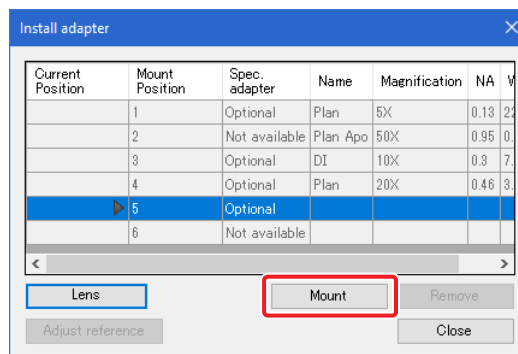 Install adapter
Current Position Mount Position Spec. adapter Name Magnification NA
1 Optional Plan 5X 0.13
2 Not available Plan Apo 50X 0.95
3 Optional DI 10X 0.3
4 Optional Plan 20X 0.46
5 Optional
6 Not available
Lens Mount Remove
Adjust reference Close